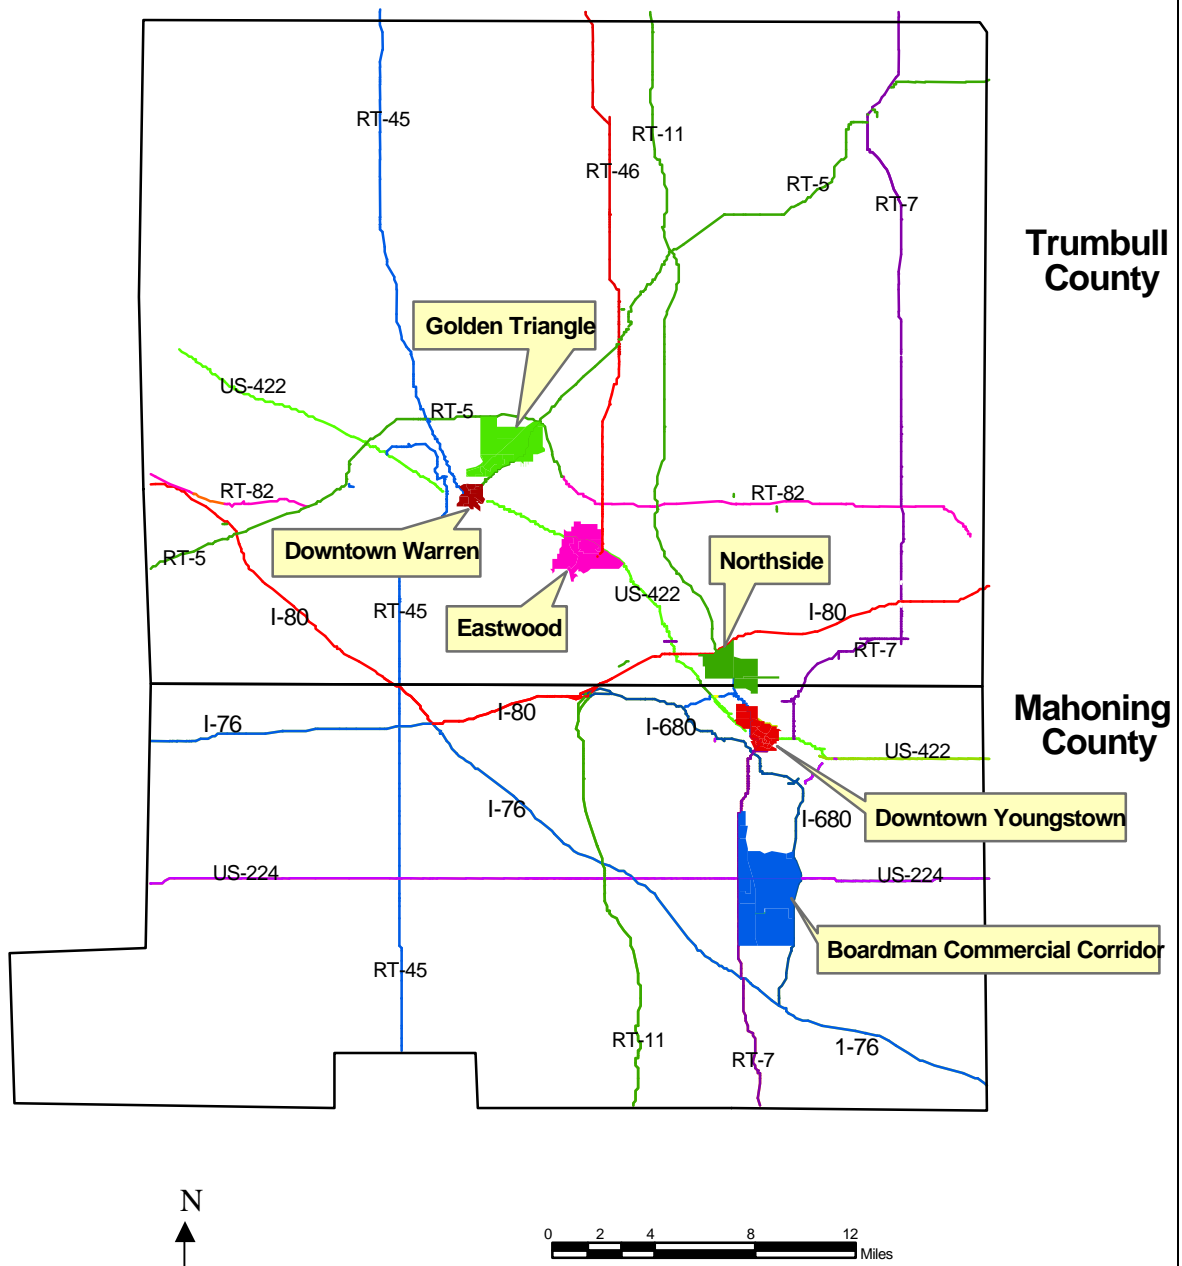 RT-45
RT-11
RT-46
RT-5
RT-7
Trumbull
County
Golden Triangle
US-422
RT-5
RT-82
RT-82
Downtown Warren
RT-5
Northside
US-422
RT-45
I-80
I-80
Eastwood
RT-7
I-76
I-80
I-680
Mahoning
County
US-422
I-76
I-680
Downtown Youngstown
US-224
US-224
Boardman Commercial Corridor
RT-45
RT-11
RT-7
1-76
N
0 2 4 8 12
Miles